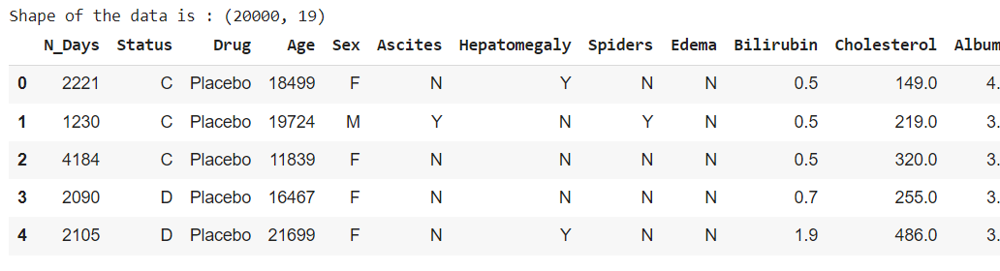 Shape of the data is : (20000, 19)
N_Days Status Drug Age Sex Ascites Hepatomegaly Spiders Edema Bilirubin Cholesterol Album
0 2221 C Placebo 18499 F N Y N N 0.5 149.0 4.
1 1230 C Placebo 19724 M Y N Y N 0.5 219.0 3.
2 4184 C Placebo 11839 F N N N N 0.5 320.0 3.
3 2090 D Placebo 16467 F N N N N 0.7 255.0 3.
4 2105 D Placebo 21699 F N Y N N 1.9 486.0 3.